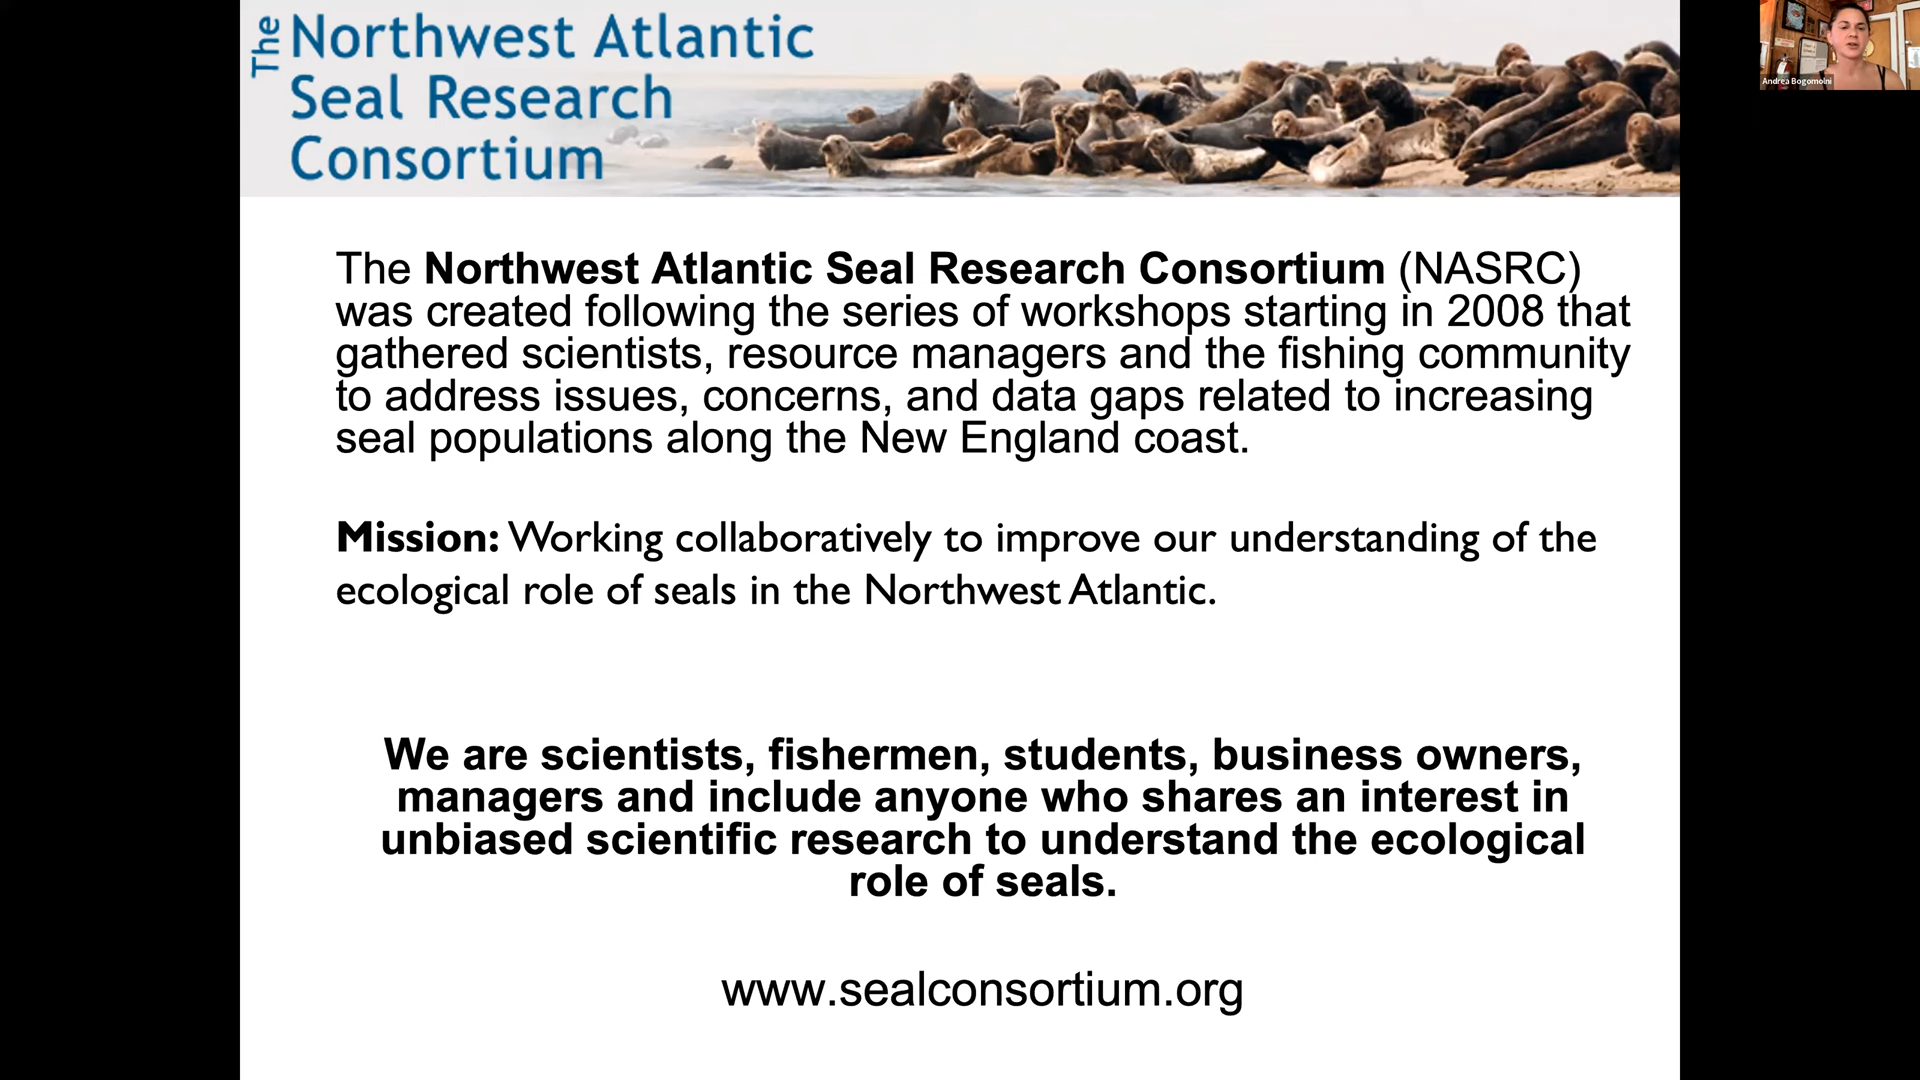 The Northwest Atlantic
Seal Research
Consortium
Andrea Bogomolni
The Northwest Atlantic Seal Research Consortium (NASRC)
was created following the series of workshops starting in 2008 that
gathered scientists, resource managers and the fishing community
to address issues, concerns, and data gaps related to increasing
seal populations along the New England coast.
Mission: Working collaboratively to improve our understanding of the
ecological role of seals in the Northwest Atlantic.
We are scientists, fishermen, students, business owners,
managers and include anyone who shares an interest in
unbiased scientific research to understand the ecological
role of seals.
www.sealconsortium.org